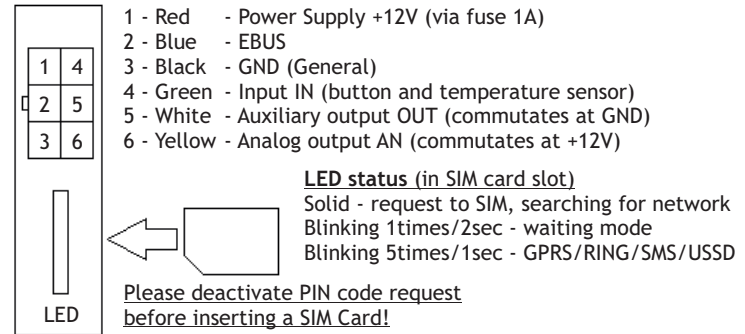 1 - Red - Power Supply +12V (via fuse 1A)
2 - Blue - EBUS
3 - Black - GND (General)
4 - Green - Input IN (button and temperature sensor)
5 - White - Auxiliary output OUT (commutates at GND)
6 - Yellow - Analog output AN (commutates at +12V)
1 4
2 5
3 6
LED status (in SIM card slot)
Solid - request to SIM, searching for network
Blinking 1times/2sec - waiting mode
Blinking 5times/1sec - GPRS/RING/SMS/USSD
LED
Please deactivate PIN code request
before inserting a SIM Card!